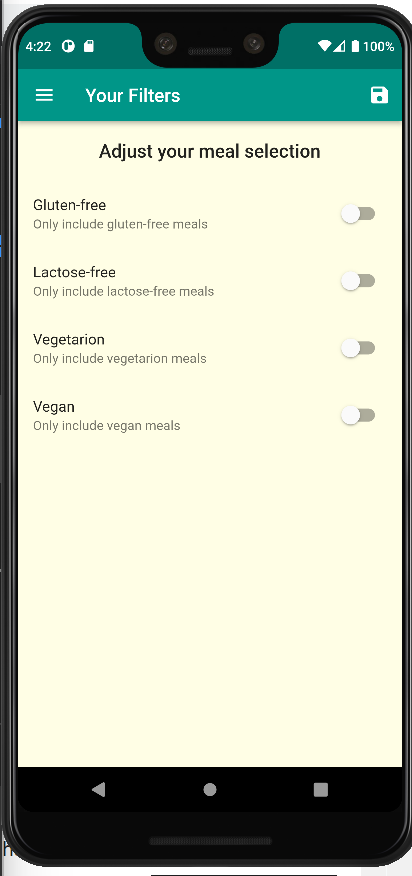 4:22
100%
Your Filters
Adjust your meal selection
Gluten-free
Only include gluten-free meals
Lactose-free
Only include lactose-free meals
Vegetarion
Only include vegetarion meals
Vegan
Only include vegan meals
h